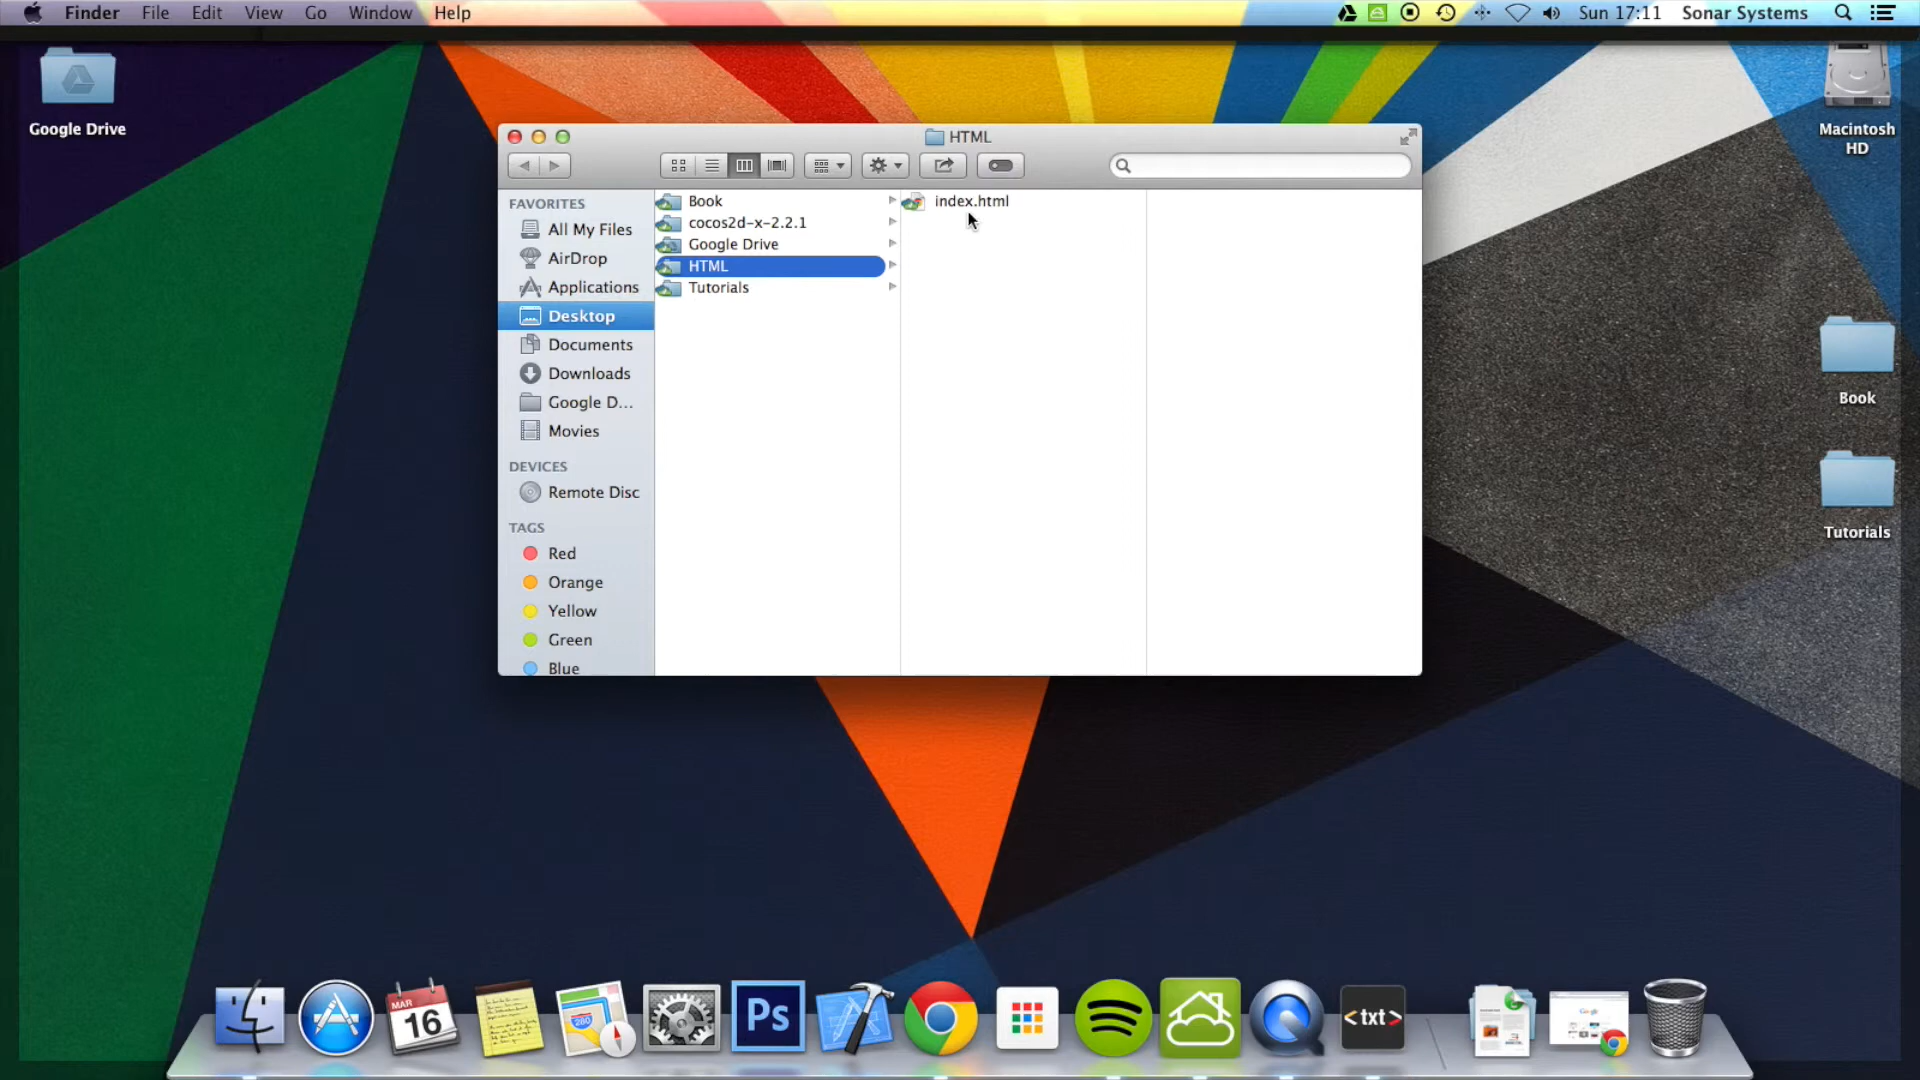 Finder File Edit View Go Window Help
Sun 17:11 Sonar Systems
Google Drive
Macintosh HD
Book
Tutorials
HTML
FAVORITES
All My Files
AirDrop
Applications
Desktop
Documents
Downloads
Google D...
Movies
DEVICES
Remote Disc
TAGS
Red
Orange
Yellow
Green
Blue
Book
cocos2d-x-2.2.1
Google Drive
HTML
Tutorials
index.html
MAR
16
280
Ps
<txt>
Google